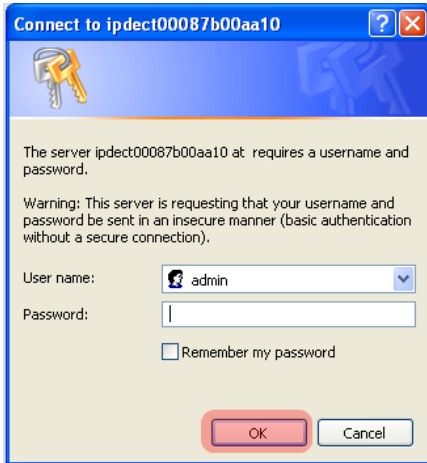 Connect to ipdect00087b00aa10
The server ipdect00087b00aa10 at requires a username and
password.
Warning: This server is requesting that your username and
password be sent in an insecure manner (basic authentication
without a secure connection).
User name:
admin
Password:
Remember my password
OK
Cancel